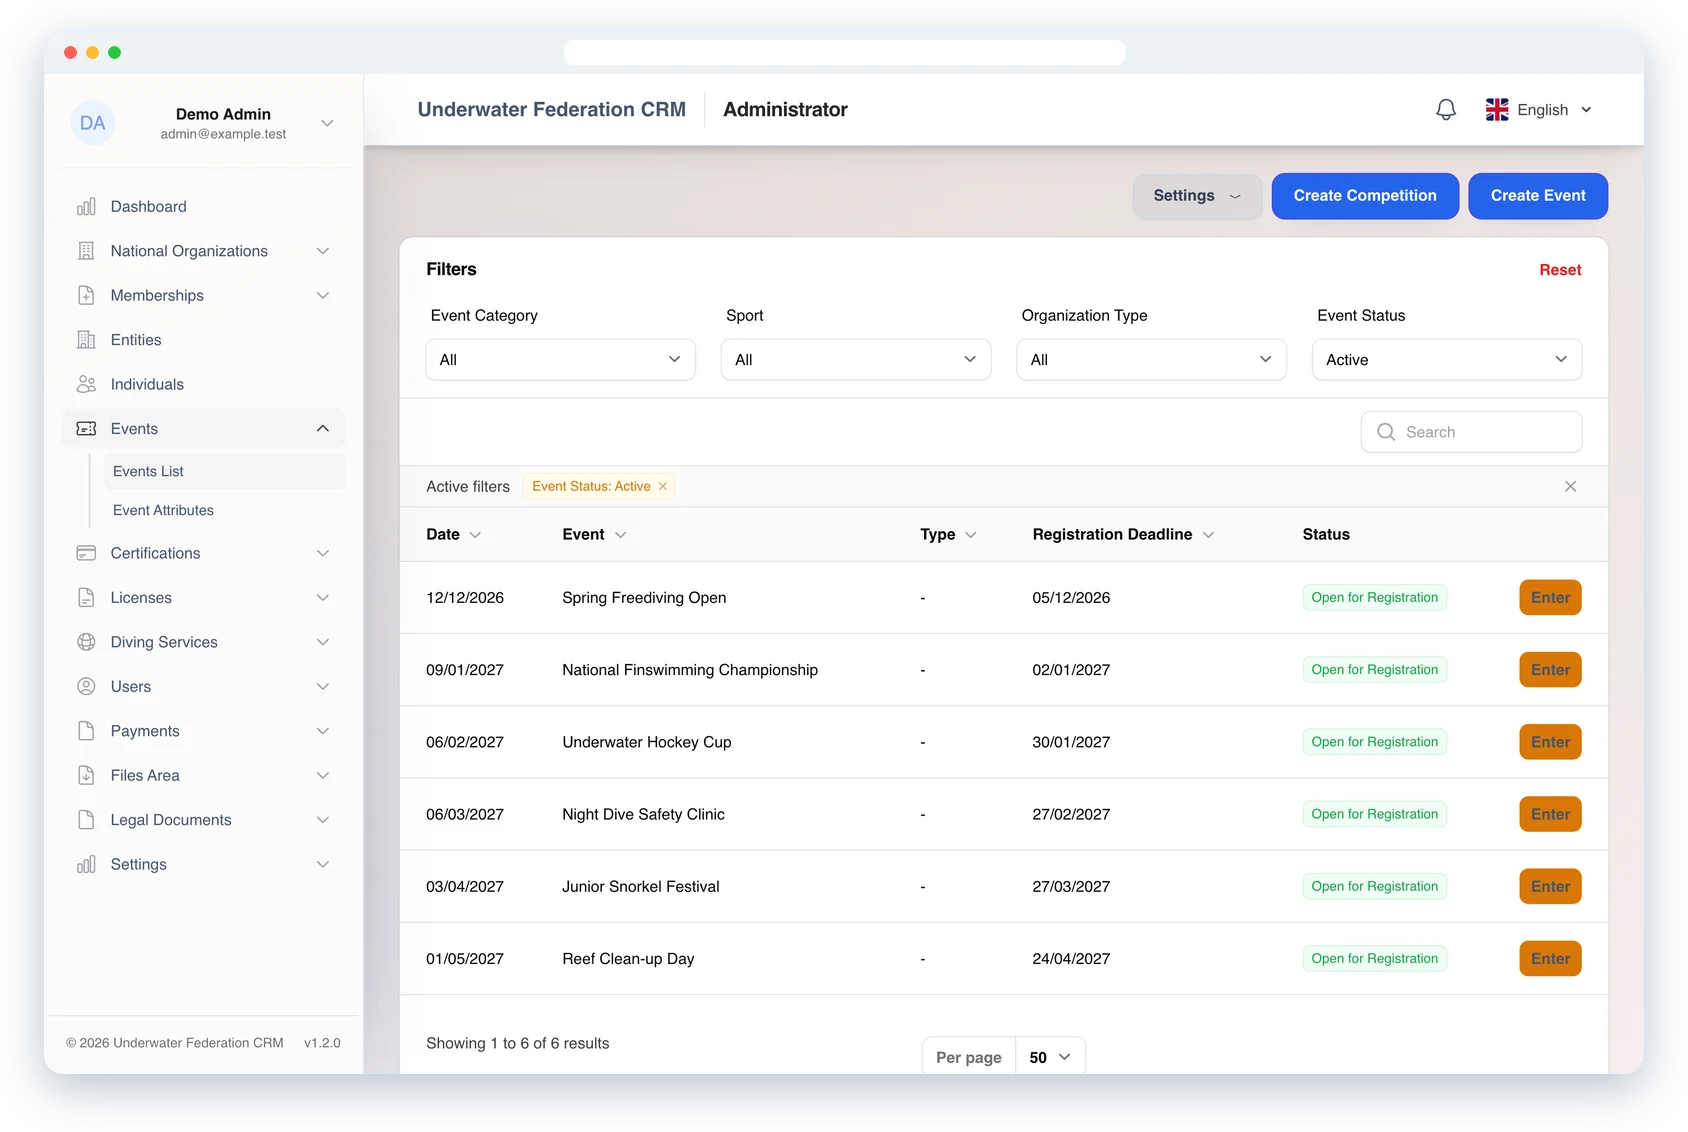 DA
Demo Admin
admin@example.test
Underwater Federation CRM
Administrator
English
Dashboard
National Organizations
Memberships
Entities
Individuals
Events
Events List
Event Attributes
Certifications
Licenses
Diving Services
Users
Payments
Files Area
Legal Documents
Settings
© 2026 Underwater Federation CRM v1.2.0
Settings Create Competition Create Event
Filters Reset
Event Category Sport Organization Type Event Status
All All All Active
Search
Active filters Event Status: Active
Date Event Type Registration Deadline Status
12/12/2026 Spring Freediving Open - 05/12/2026 Open for Registration Enter
09/01/2027 National Finswimming Championship - 02/01/2027 Open for Registration Enter
06/02/2027 Underwater Hockey Cup - 30/01/2027 Open for Registration Enter
06/03/2027 Night Dive Safety Clinic - 27/02/2027 Open for Registration Enter
03/04/2027 Junior Snorkel Festival - 27/03/2027 Open for Registration Enter
01/05/2027 Reef Clean-up Day - 24/04/2027 Open for Registration Enter
Showing 1 to 6 of 6 results
Per page 50